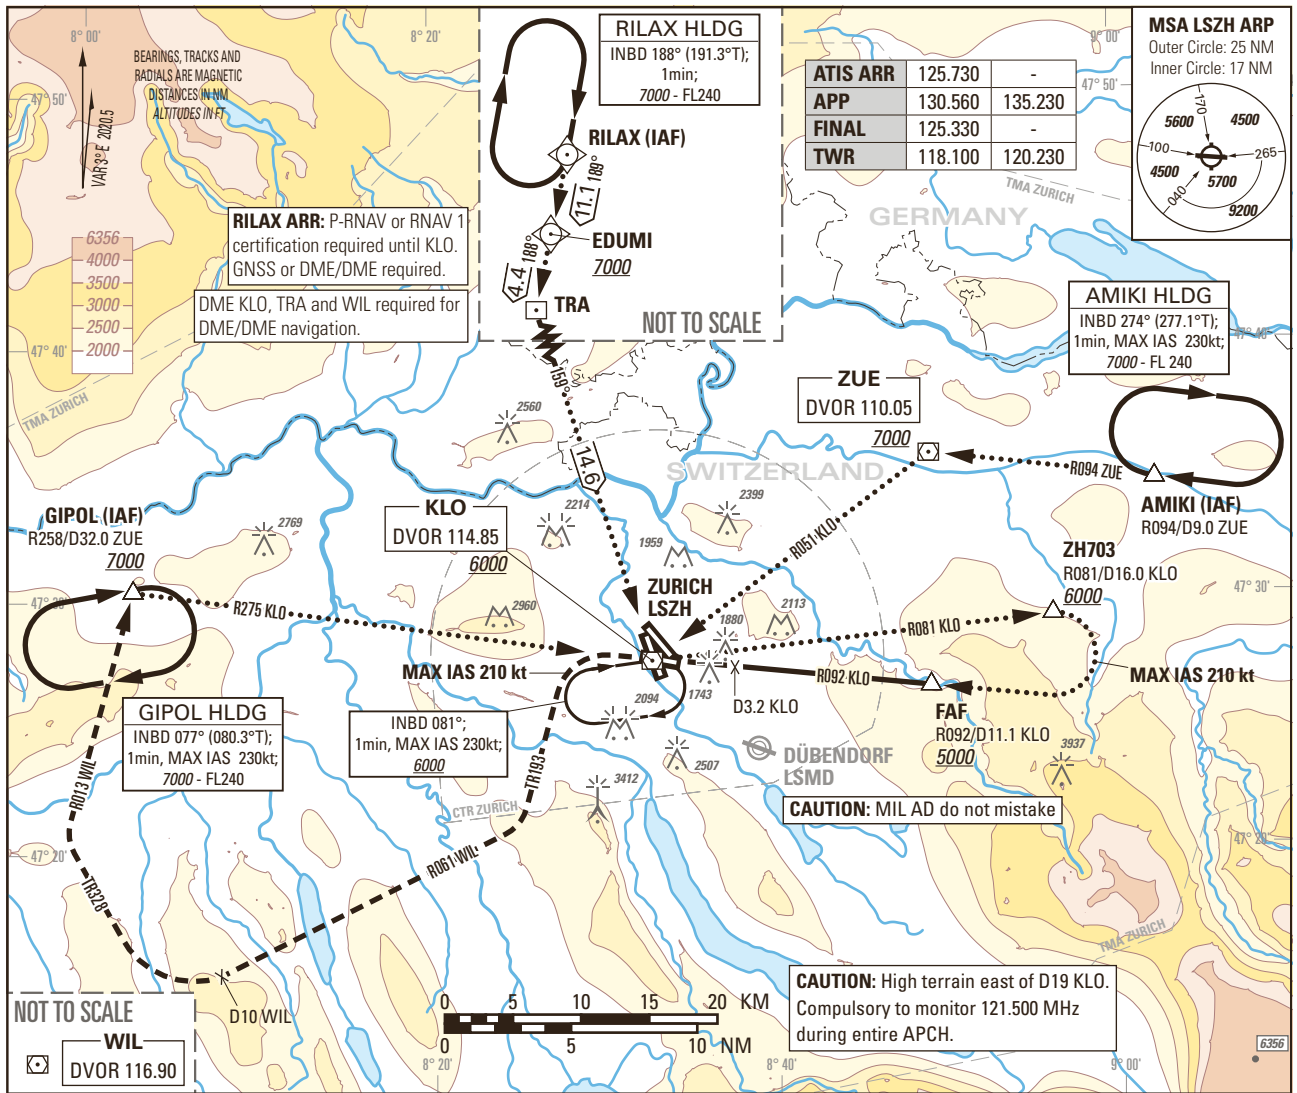 8° 00'
8° 20'
9° 00'
47° 50'
47° 50'
BEARINGS, TRACKS AND
RADIALS ARE MAGNETIC
DISTANCES IN NM
ALTITUDES IN FT
VAR 3° E 2020.5
RILAX HLDG
INBD 188° (191.3°T);
1min;
7000 - FL240
RILAX (IAF)
11.1
189°
EDUMI
7000
4.4
188°
TRA
NOT TO SCALE
159°
14.6
ATIS ARR 125.730 -
APP 130.560 135.230
FINAL 125.330 -
TWR 118.100 120.230
MSA LSZH ARP
Outer Circle: 25 NM
Inner Circle: 17 NM
170
5600
4500
100
265
4500
5700
040
9200
TMA ZURICH
GERMANY
RILAX ARR: P-RNAV or RNAV 1
certification required until KLO.
GNSS or DME/DME required.
DME KLO, TRA and WIL required for
DME/DME navigation.
6356
4000
3500
3000
2500
2000
47° 40'
47° 40'
TMA ZURICH
AMIKI HLDG
INBD 274° (277.1°T);
1min, MAX IAS 230kt;
7000 - FL 240
ZUE
DVOR 110.05
7000
R094 ZUE
AMIKI (IAF)
R094/D9.0 ZUE
SWITZERLAND
2560
2214
2399
2769
1959
R051 KLO
GIPOL (IAF)
R258/D32.0 ZUE
7000
KLO
DVOR 114.85
6000
ZURICH
LSZH
ZH703
R081/D16.0 KLO
6000
47° 30'
47° 30'
R275 KLO
2960
1880
2113
R081 KLO
MAX IAS 210 kt
MAX IAS 210 kt
R092 KLO
D3.2 KLO
2094
1743
FAF
R092/D11.1 KLO
5000
GIPOL HLDG
INBD 077° (080.3°T);
1min, MAX IAS 230kt;
7000 - FL240
INBD 081°;
1min, MAX IAS 230kt;
6000
R013 WIL
TR193
2507
3412
3937
DÜBENDORF
LSMD
CAUTION: MIL AD do not mistake
CTR ZURICH
47° 20'
47° 20'
R061 WIL
TR328
D10 WIL
TMA ZURICH
NOT TO SCALE
WIL
DVOR 116.90
0 5 10 15 20 KM
0 5 10 NM
CAUTION: High terrain east of D19 KLO.
Compulsory to monitor 121.500 MHz
during entire APCH.
8° 20'
8° 40'
9° 00'
6356